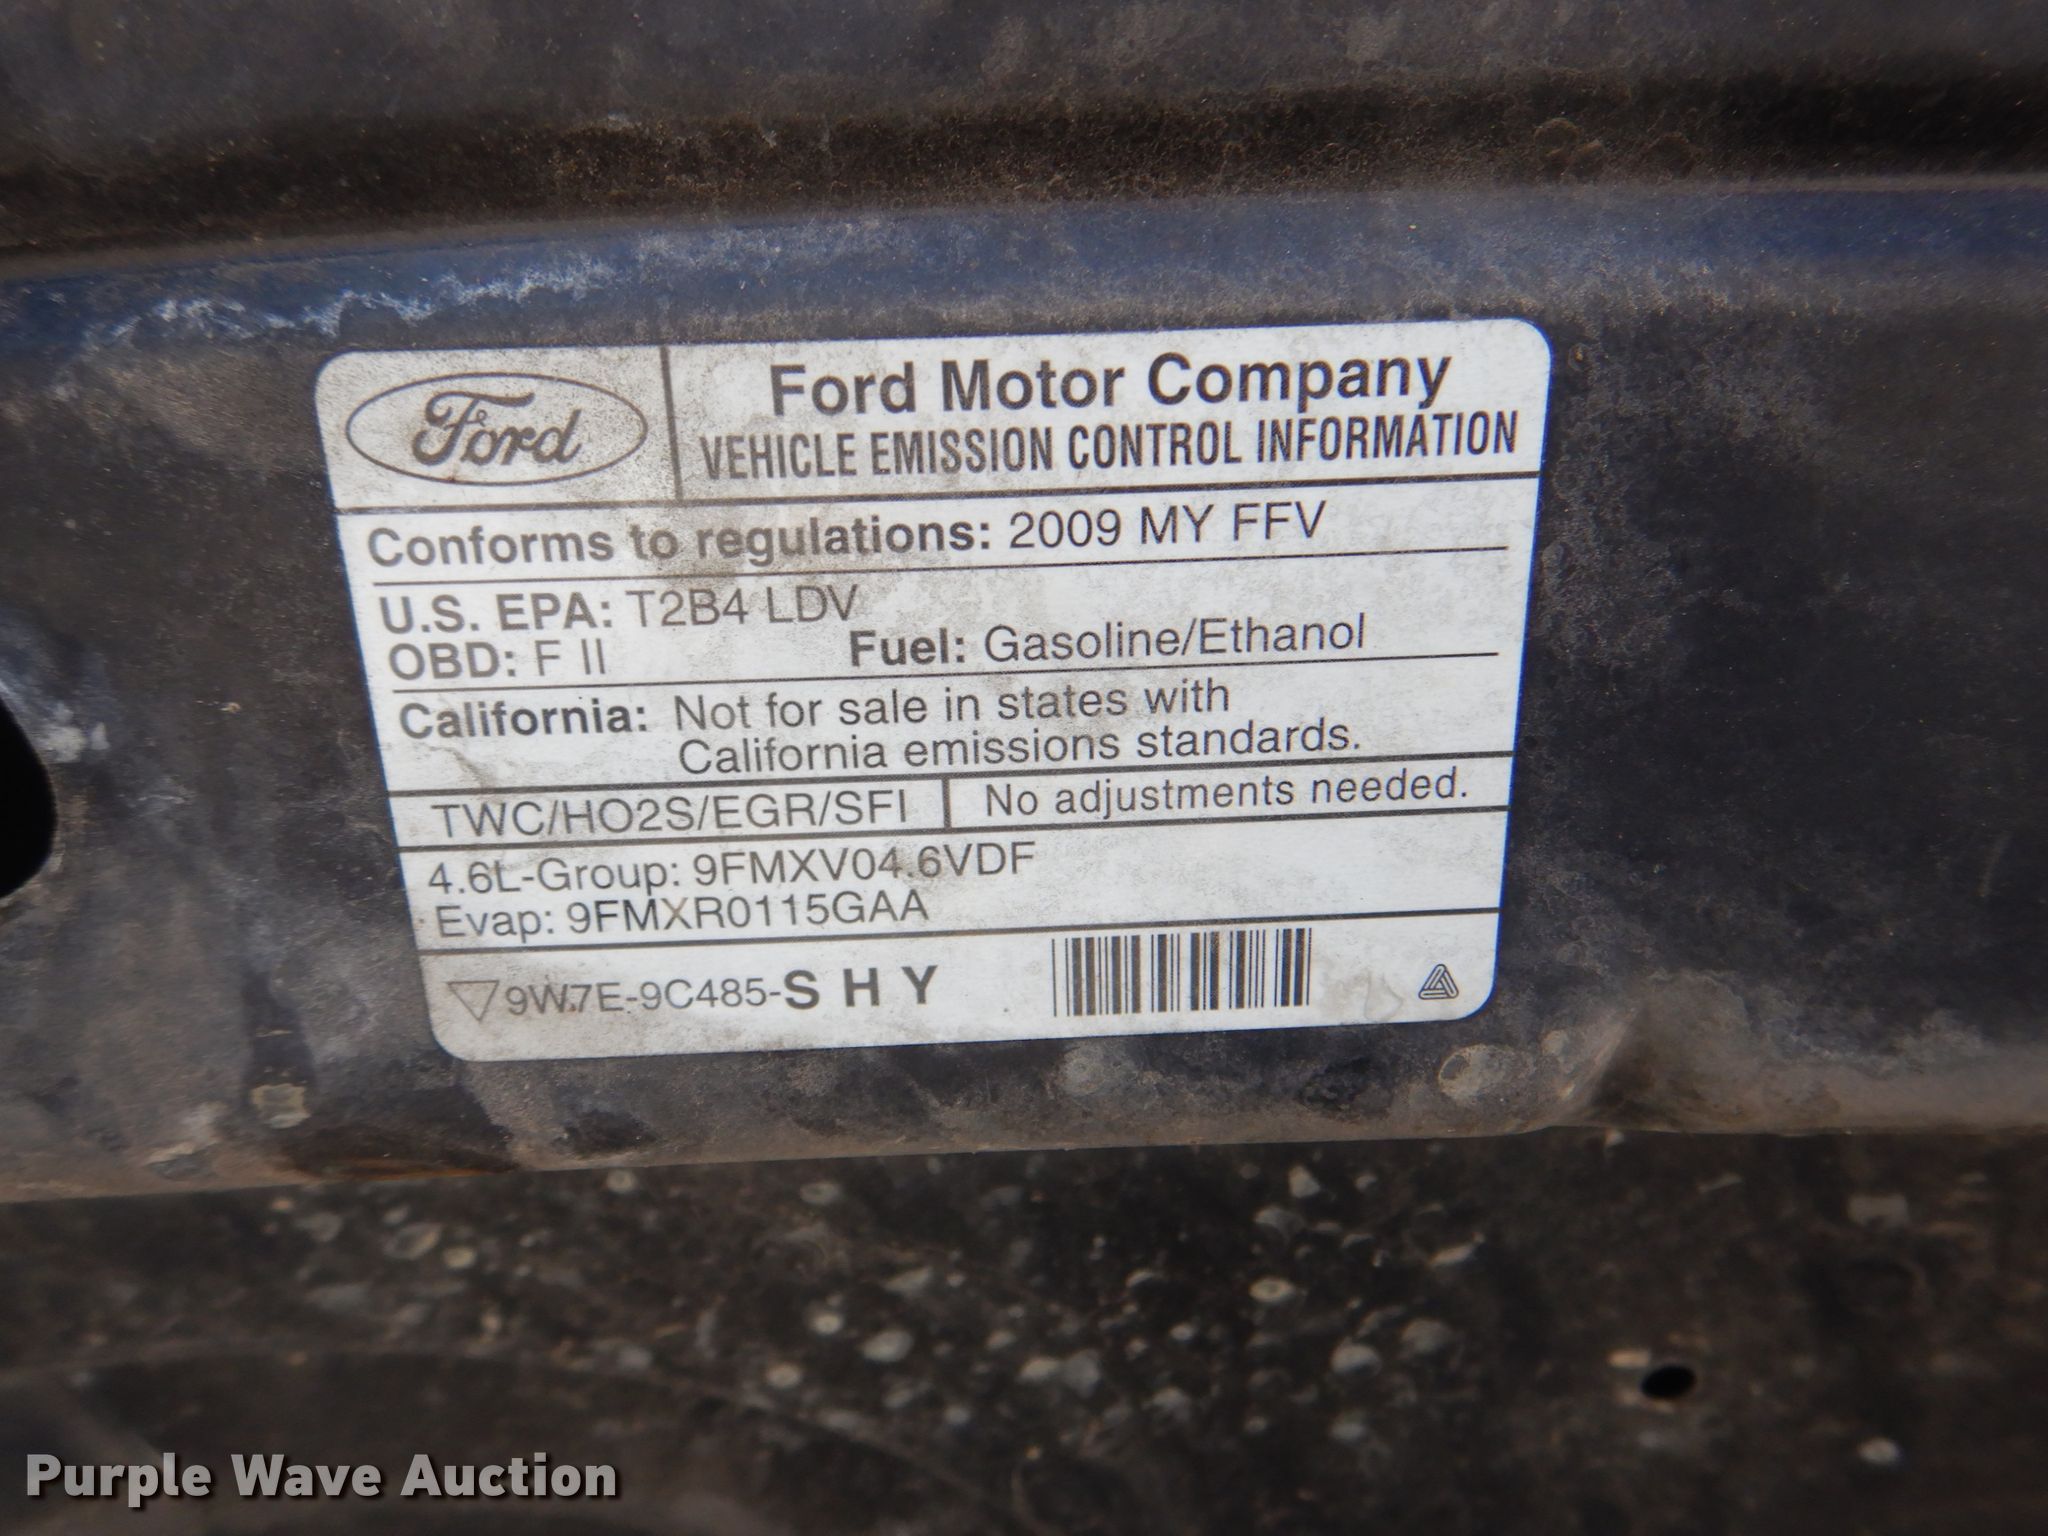 Ford
Ford Motor Company
VEHICLE EMISSION CONTROL INFORMATION
Conforms to regulations: 2009 MY FFV
U.S. EPA: T2B4 LDV
OBD: F II
Fuel: Gasoline/Ethanol
California: Not for sale in states with
California emissions standards.
TWC/HO2S/EGR/SFI
No adjustments needed.
4.6L-Group: 9FMXV04.6VDF
Evap: 9FMXR0115GAA
9W7E-9C485-S H Y
Purple Wave Auction